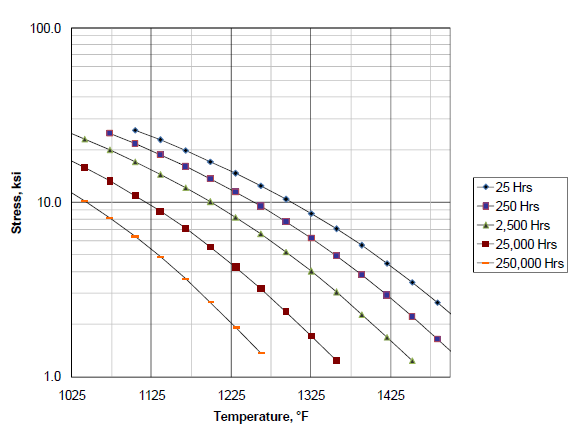 100.0
10.0
1.0
Stress, ksi
1025 1125 1225 1325 1425
Temperature, °F
25 Hrs
250 Hrs
2,500 Hrs
25,000 Hrs
250,000 Hrs